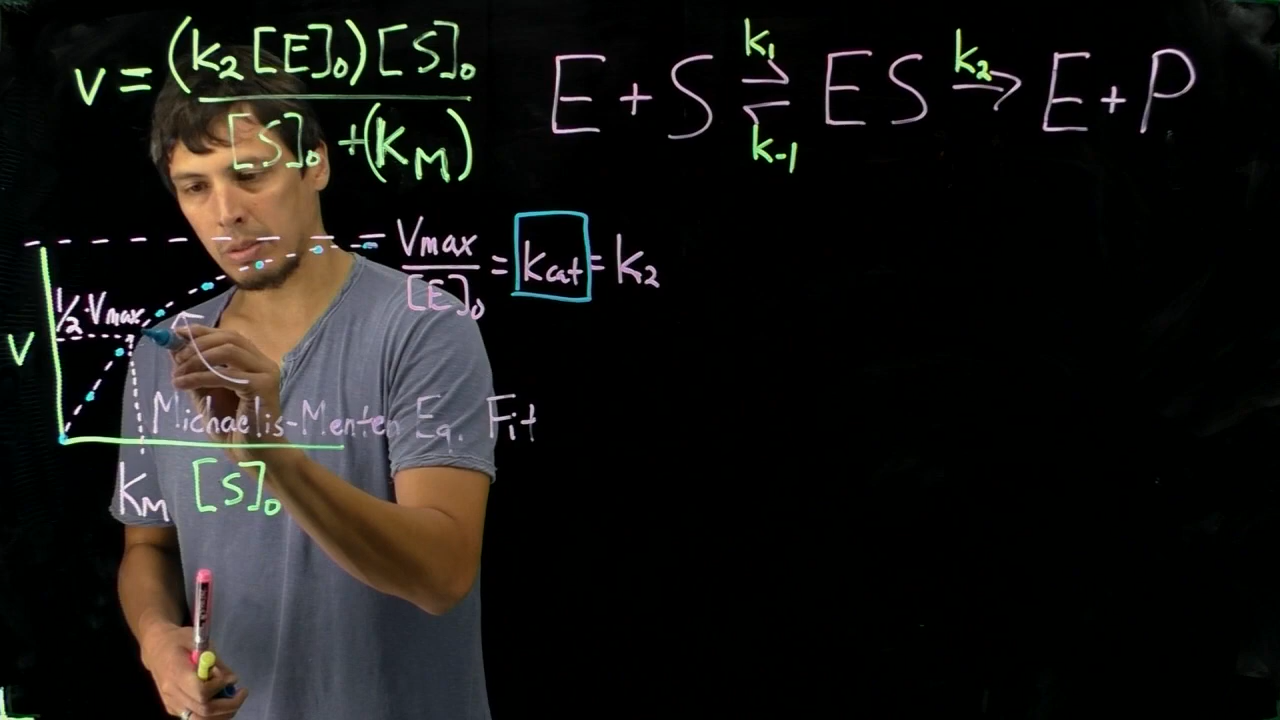 v = (k₂[E]₀)[S]₀
[S]₀ + (KM)
E + S ⇌ ES → E + P
k₁
k-1
k₂
Vmax
[E]₀
= kcat = k₂
1/2 · Vmax
v
Michaelis-Menten Eq. Fit
KM
[S]₀